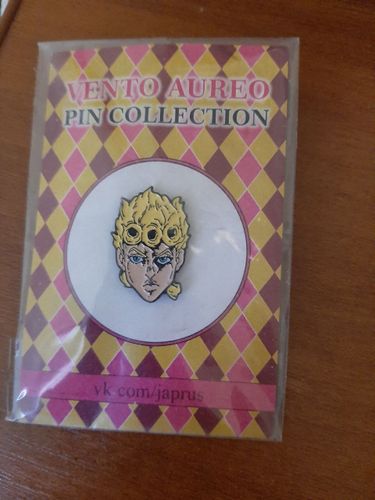 VENTO AUREO
PIN COLLECTION
vk.com/japrus